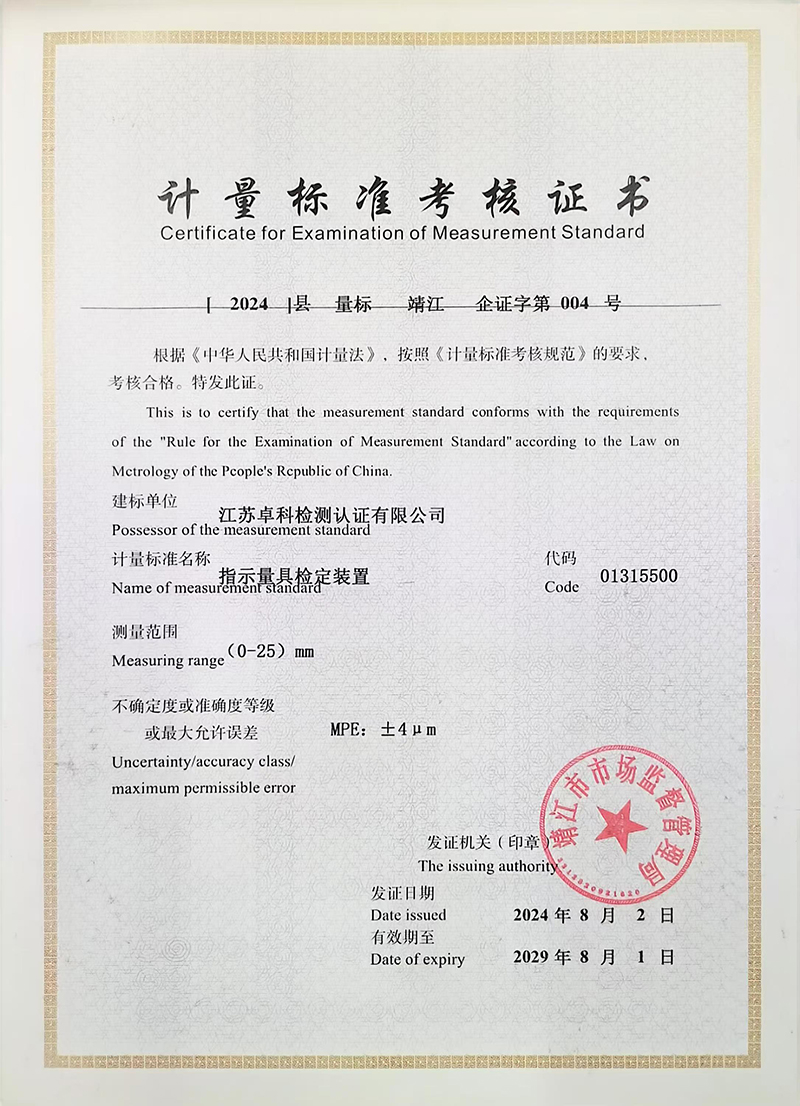 计量标准考核证书
Certificate for Examination of Measurement Standard
[ 2024 ]县 量标 靖江 企证字第 004 号
根据《中华人民共和国计量法》，按照《计量标准考核规范》的要求，
考核合格。特发此证。
This is to certify that the measurement standard conforms with the requirements
of the "Rule for the Examination of Measurement Standard" according to the Law on
Metrology of the People's Republic of China.
建标单位
江苏卓科检测认证有限公司
Possessor of the measurement standard
计量标准名称
指示量具检定装置
Name of measurement standard
代码
Code
01315500
测量范围
Measuring range
（0-25）mm
不确定度或准确度等级
或最大允许误差
MPE：±4μm
Uncertainty/accuracy class/
maximum permissible error
靖江市市场监督管理局
发证机关（印章）
The issuing authority
发证日期
Date issued
2024 年 8 月 2 日
有效期至
Date of expiry
2029 年 8 月 1 日